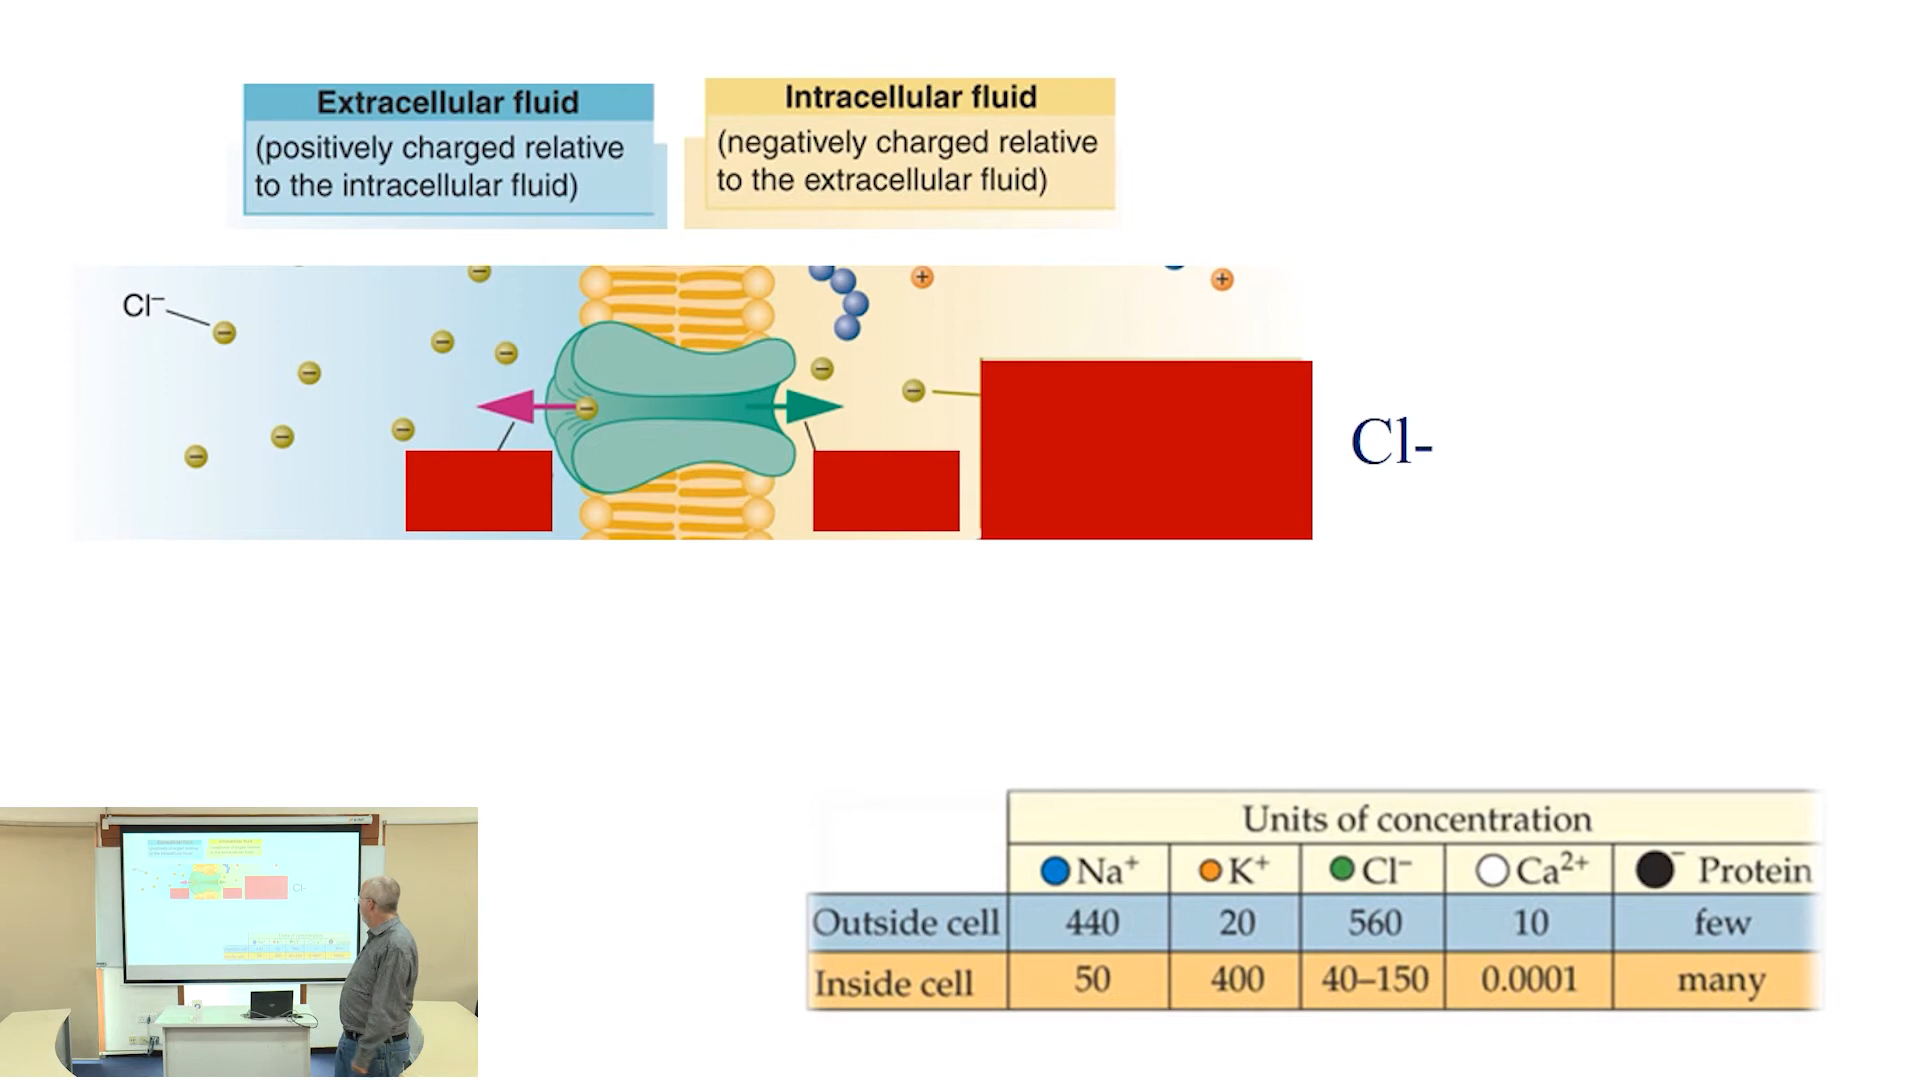 Extracellular fluid
(positively charged relative
to the intracellular fluid)
Intracellular fluid
(negatively charged relative
to the extracellular fluid)
Cl⁻
Cl-
Units of concentration
Na⁺ K⁺ Cl⁻ Ca²⁺ ⁻ Protein
Outside cell 440 20 560 10 few
Inside cell 50 400 40–150 0.0001 many